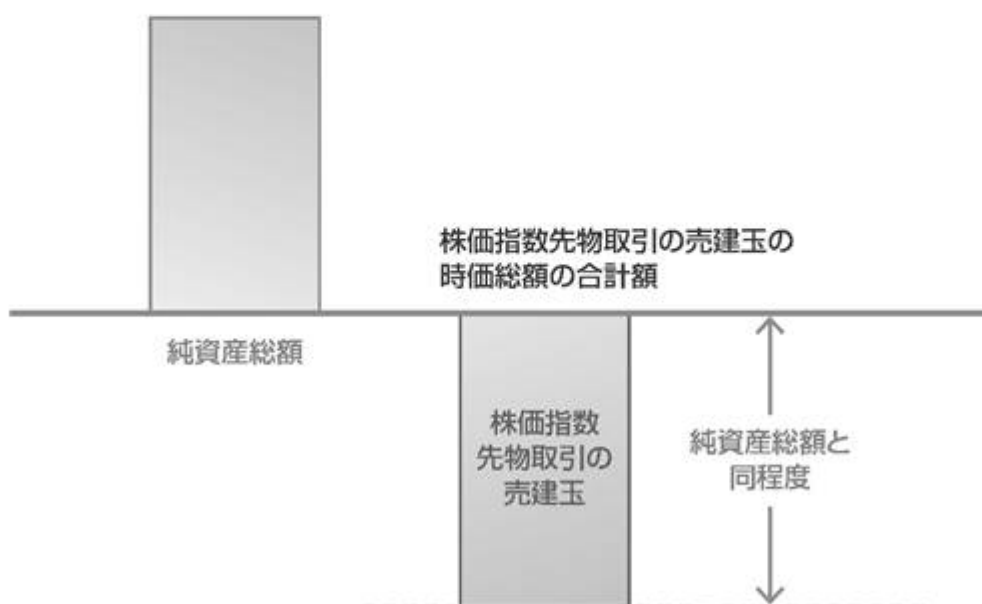 株価指数先物取引の売建玉の
時価総額の合計額
純資産総額
株価指数
先物取引の
売建玉
純資産総額と
同程度